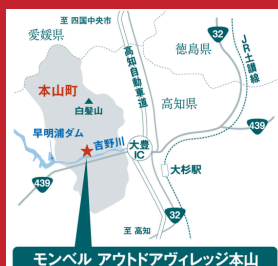 至 四国中央市
愛媛県
徳島県
高知自動車道
32
JR土讃線
本山町
白髪山
高知県
早明浦ダム
吉野川
大豊
IC
大杉駅
439
439
32
至 高知
モンベル アウトドアヴィレッジ本山